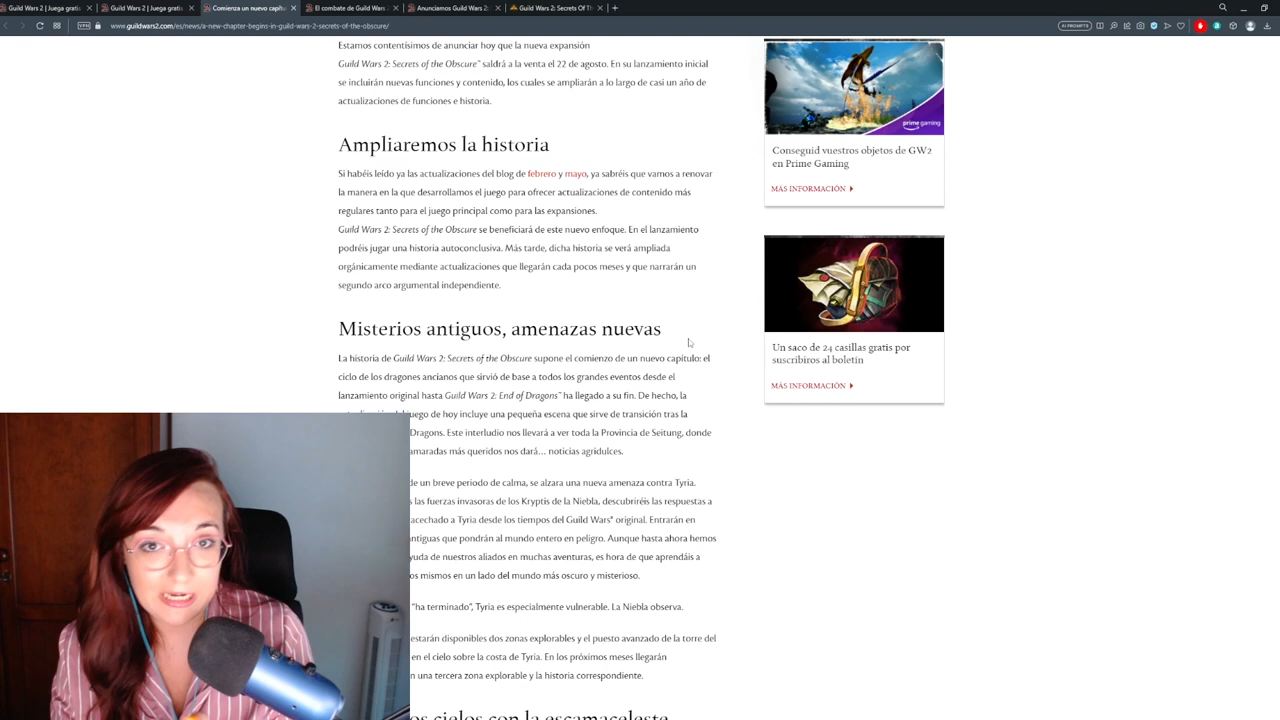 Guild Wars 2 | Juega gratis
Guild Wars 2 | Juega gratis
Comienza un nuevo capítu
El combate de Guild Wars
Anunciamos Guild Wars 2:
Guild Wars 2: Secrets Of Th
VPN
www.guildwars2.com/es/news/a-new-chapter-begins-in-guild-wars-2-secrets-of-the-obscure/
AI PROMPTS
Estamos contentísimos de anunciar hoy que la nueva expansión
Guild Wars 2: Secrets of the Obscure™ saldrá a la venta el 22 de agosto. En su lanzamiento inicial
se incluirán nuevas funciones y contenido, los cuales se ampliarán a lo largo de casi un año de
actualizaciones de funciones e historia.
Ampliaremos la historia
Si habéis leído ya las actualizaciones del blog de febrero y mayo, ya sabréis que vamos a renovar
la manera en la que desarrollamos el juego para ofrecer actualizaciones de contenido más
regulares tanto para el juego principal como para las expansiones.
Guild Wars 2: Secrets of the Obscure se beneficiará de este nuevo enfoque. En el lanzamiento
podréis jugar una historia autoconclusiva. Más tarde, dicha historia se verá ampliada
orgánicamente mediante actualizaciones que llegarán cada pocos meses y que narrarán un
segundo arco argumental independiente.
Misterios antiguos, amenazas nuevas
La historia de Guild Wars 2: Secrets of the Obscure supone el comienzo de un nuevo capítulo: el
ciclo de los dragones ancianos que sirvió de base a todos los grandes eventos desde el
lanzamiento original hasta Guild Wars 2: End of Dragons™ ha llegado a su fin. De hecho, la
juego de hoy incluye una pequeña escena que sirve de transición tras la
Dragons. Este interludio nos llevará a ver toda la Provincia de Seitung, donde
amaradas más queridos nos dará... noticias agridulces.
de un breve periodo de calma, se alzara una nueva amenaza contra Tyria.
las fuerzas invasoras de los Kryptis de la Niebla, descubriréis las respuestas a
acechado a Tyria desde los tiempos del Guild Wars® original. Entrarán en
antiguas que pondrán al mundo entero en peligro. Aunque hasta ahora hemos
yuda de nuestros aliados en muchas aventuras, es hora de que aprendáis a
os mismos en un lado del mundo más oscuro y misterioso.
"ha terminado", Tyria es especialmente vulnerable. La Niebla observa.
estarán disponibles dos zonas explorables y el puesto avanzado de la torre del
en el cielo sobre la costa de Tyria. En los próximos meses llegarán
n una tercera zona explorable y la historia correspondiente.
os cielos con la escamaceleste
prime gaming
Conseguid vuestros objetos de GW2
en Prime Gaming
MÁS INFORMACIÓN
Un saco de 24 casillas gratis por
suscribiros al boletín
MÁS INFORMACIÓN